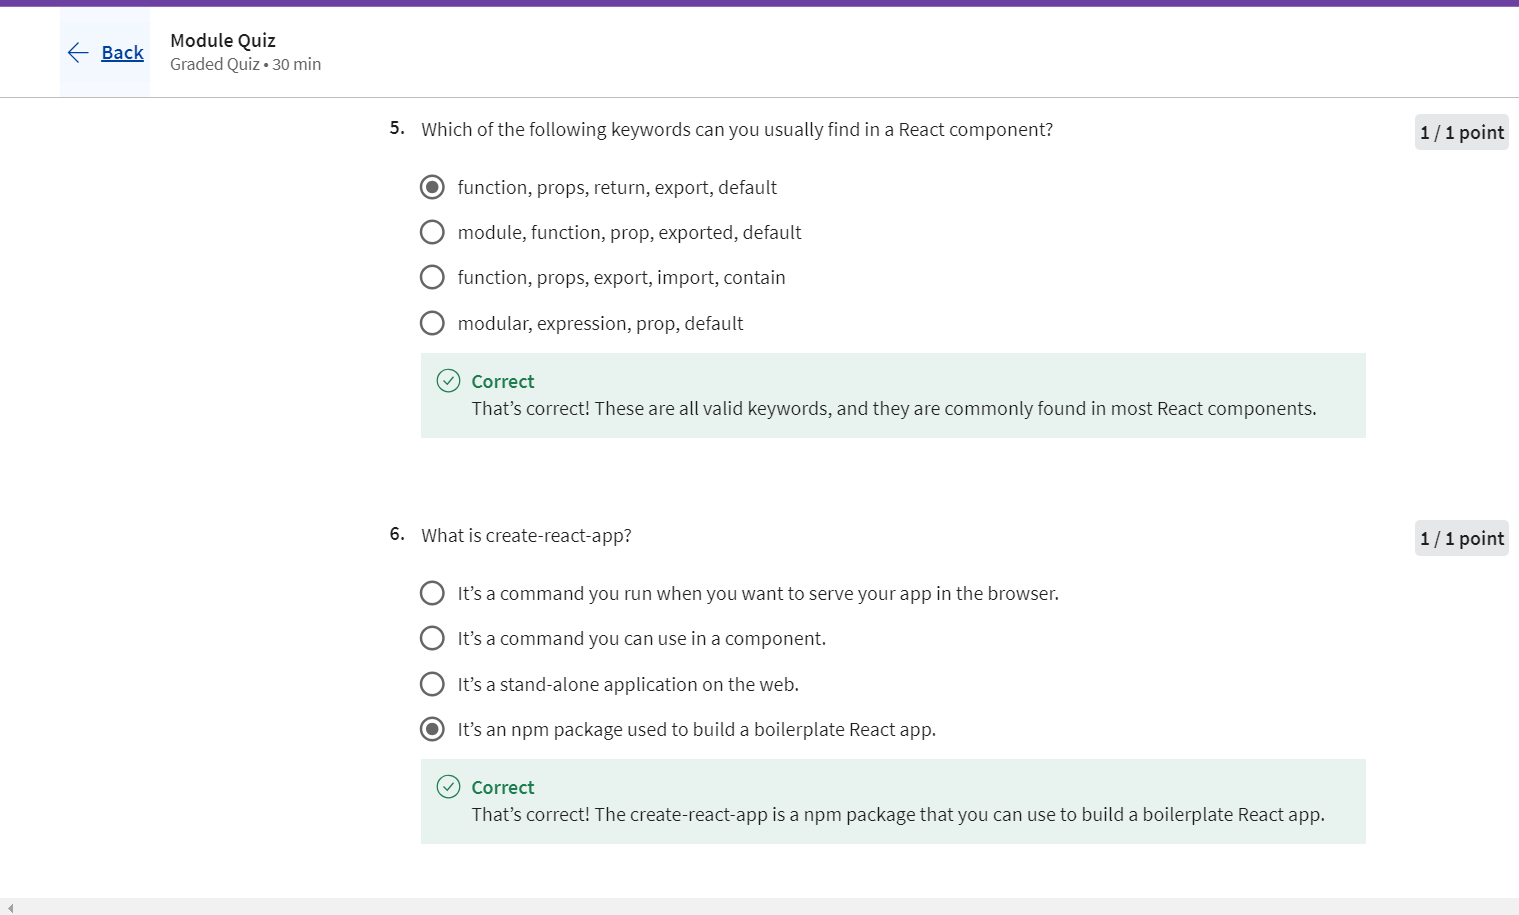 Back
Module Quiz
Graded Quiz • 30 min
5. Which of the following keywords can you usually find in a React component?
1 / 1 point
function, props, return, export, default
module, function, prop, exported, default
function, props, export, import, contain
modular, expression, prop, default
Correct
That’s correct! These are all valid keywords, and they are commonly found in most React components.
6. What is create-react-app?
1 / 1 point
It’s a command you run when you want to serve your app in the browser.
It’s a command you can use in a component.
It’s a stand-alone application on the web.
It’s an npm package used to build a boilerplate React app.
Correct
That’s correct! The create-react-app is a npm package that you can use to build a boilerplate React app.